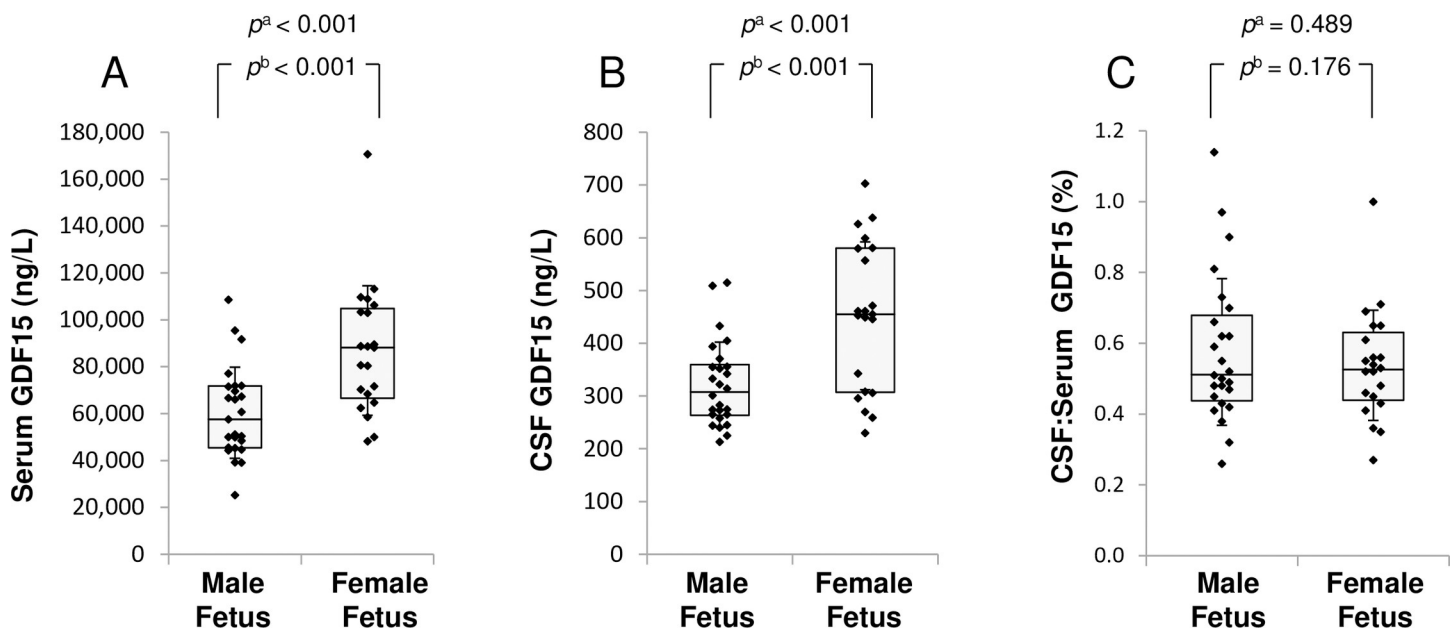 pᵃ < 0.001
A
pᵇ < 0.001
Serum GDF15 (ng/L)
180,000
160,000
140,000
120,000
100,000
80,000
60,000
40,000
20,000
0
Male
Fetus
Female
Fetus
pᵃ < 0.001
B
pᵇ < 0.001
CSF GDF15 (ng/L)
800
700
600
500
400
300
200
100
0
Male
Fetus
Female
Fetus
pᵃ = 0.489
C
pᵇ = 0.176
CSF:Serum GDF15 (%)
1.2
1.0
0.8
0.6
0.4
0.2
0.0
Male
Fetus
Female
Fetus